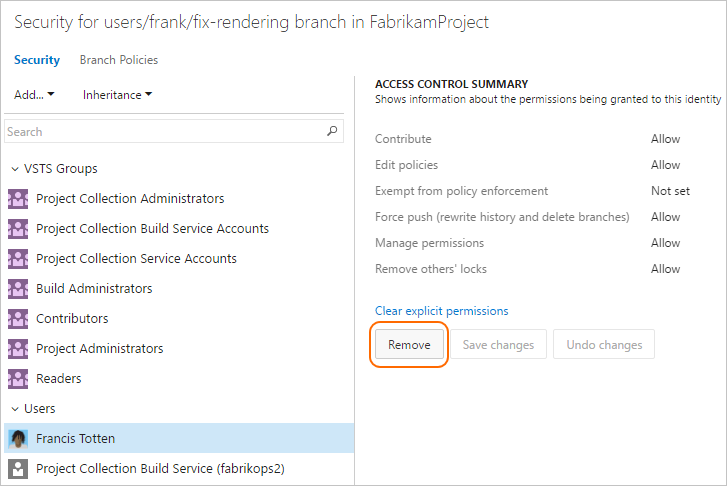 Security for users/frank/fix-rendering branch in FabrikamProject
Security Branch Policies
Add... Inheritance
Search
VSTS Groups
Project Collection Administrators
Project Collection Build Service Accounts
Project Collection Service Accounts
Build Administrators
Contributors
Project Administrators
Readers
Users
Francis Totten
Project Collection Build Service (fabrikops2)
ACCESS CONTROL SUMMARY
Shows information about the permissions being granted to this identity
Contribute Allow
Edit policies Allow
Exempt from policy enforcement Not set
Force push (rewrite history and delete branches) Allow
Manage permissions Allow
Remove others' locks Allow
Clear explicit permissions
Remove Save changes Undo changes